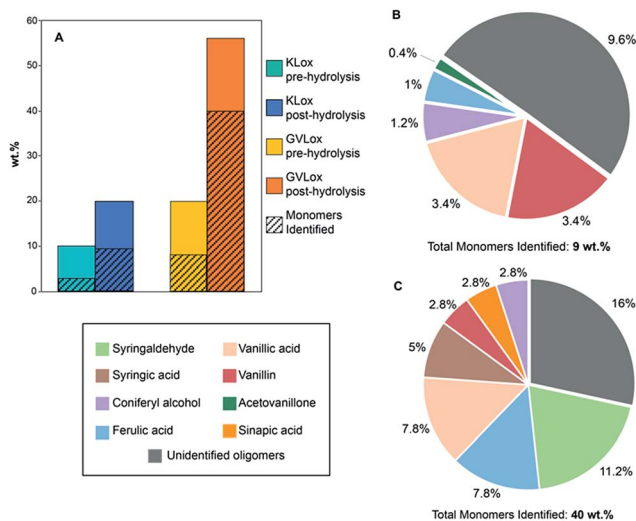 A
60
50
40
30
20
10
0
wt.%
KLox
pre-hydrolysis
KLox
post-hydrolysis
GVLox
pre-hydrolysis
GVLox
post-hydrolysis
Monomers
Identified
B
9.6%
0.4%
1%
1.2%
3.4%
3.4%
Total Monomers Identified: 9 wt.%
C
2.8%
2.8%
2.8%
16%
5%
7.8%
7.8%
11.2%
Total Monomers Identified: 40 wt.%
Syringaldehyde
Vanillic acid
Syringic acid
Vanillin
Coniferyl alcohol
Acetovanillone
Ferulic acid
Sinapic acid
Unidentified oligomers